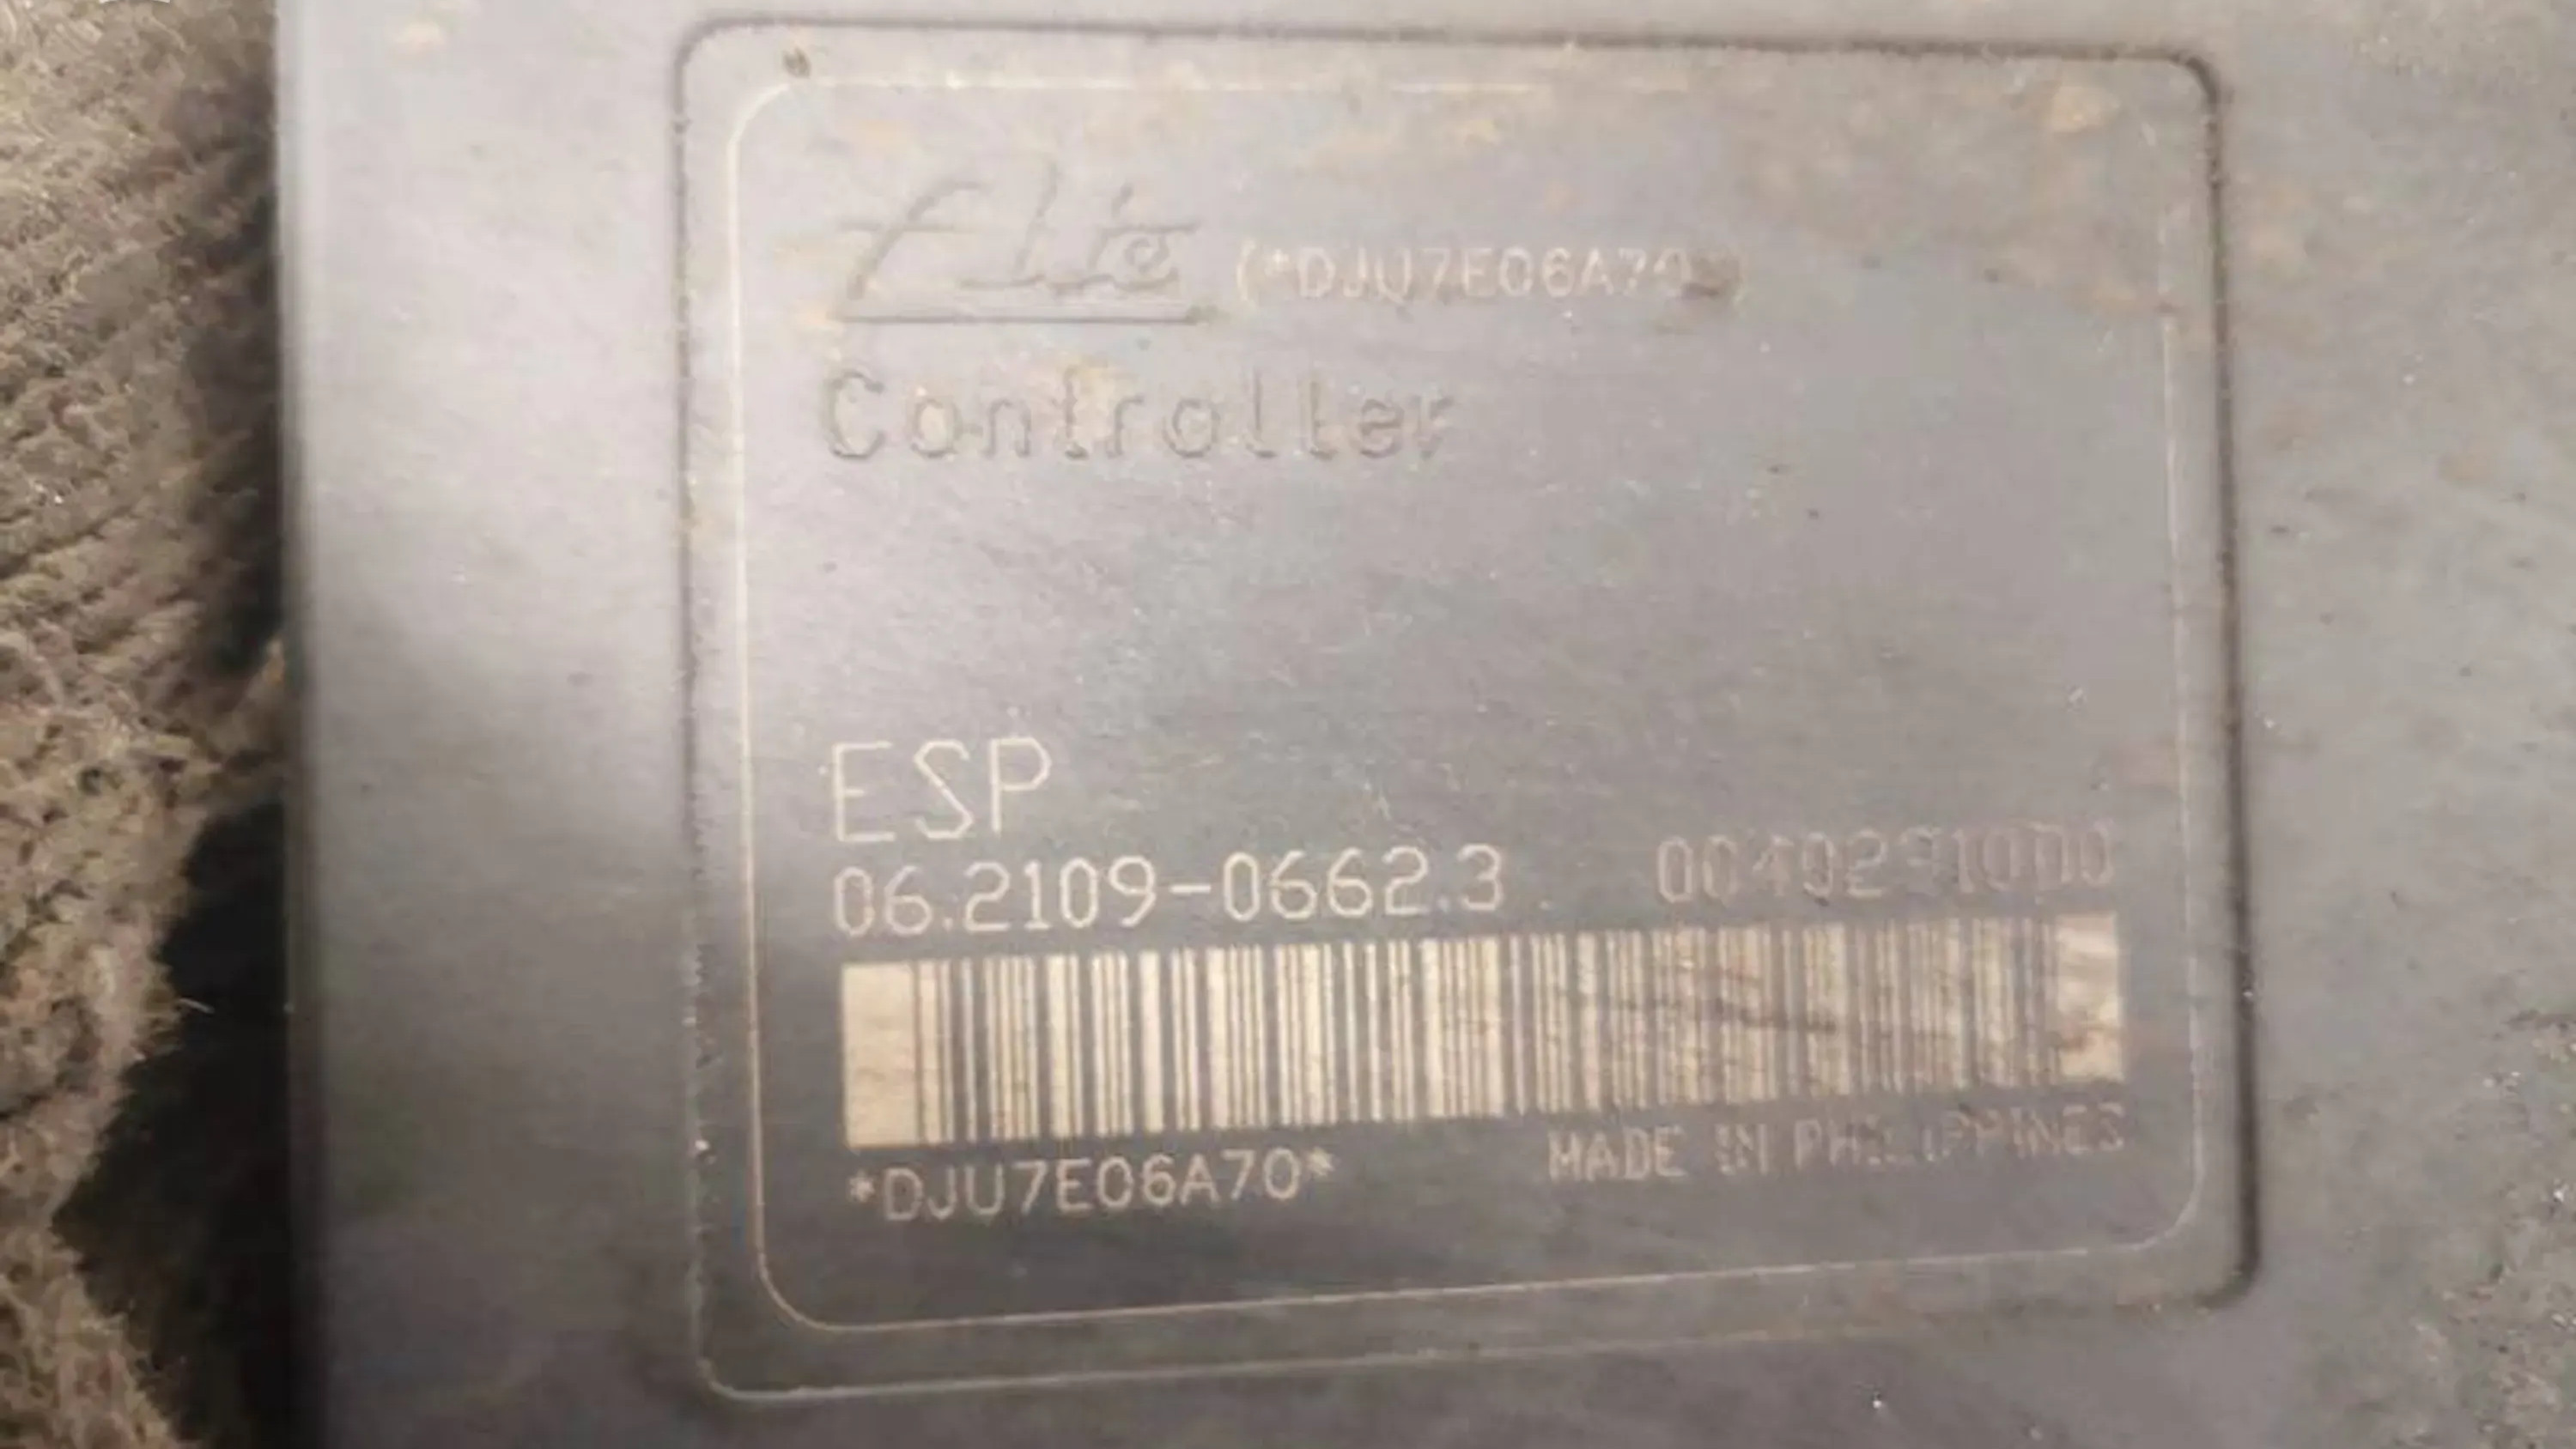 Ate (*DJU7E06A70*)
Controller
ESP
06.2109-0662.3
*DJU7E06A70* MADE IN PHILIPPINES